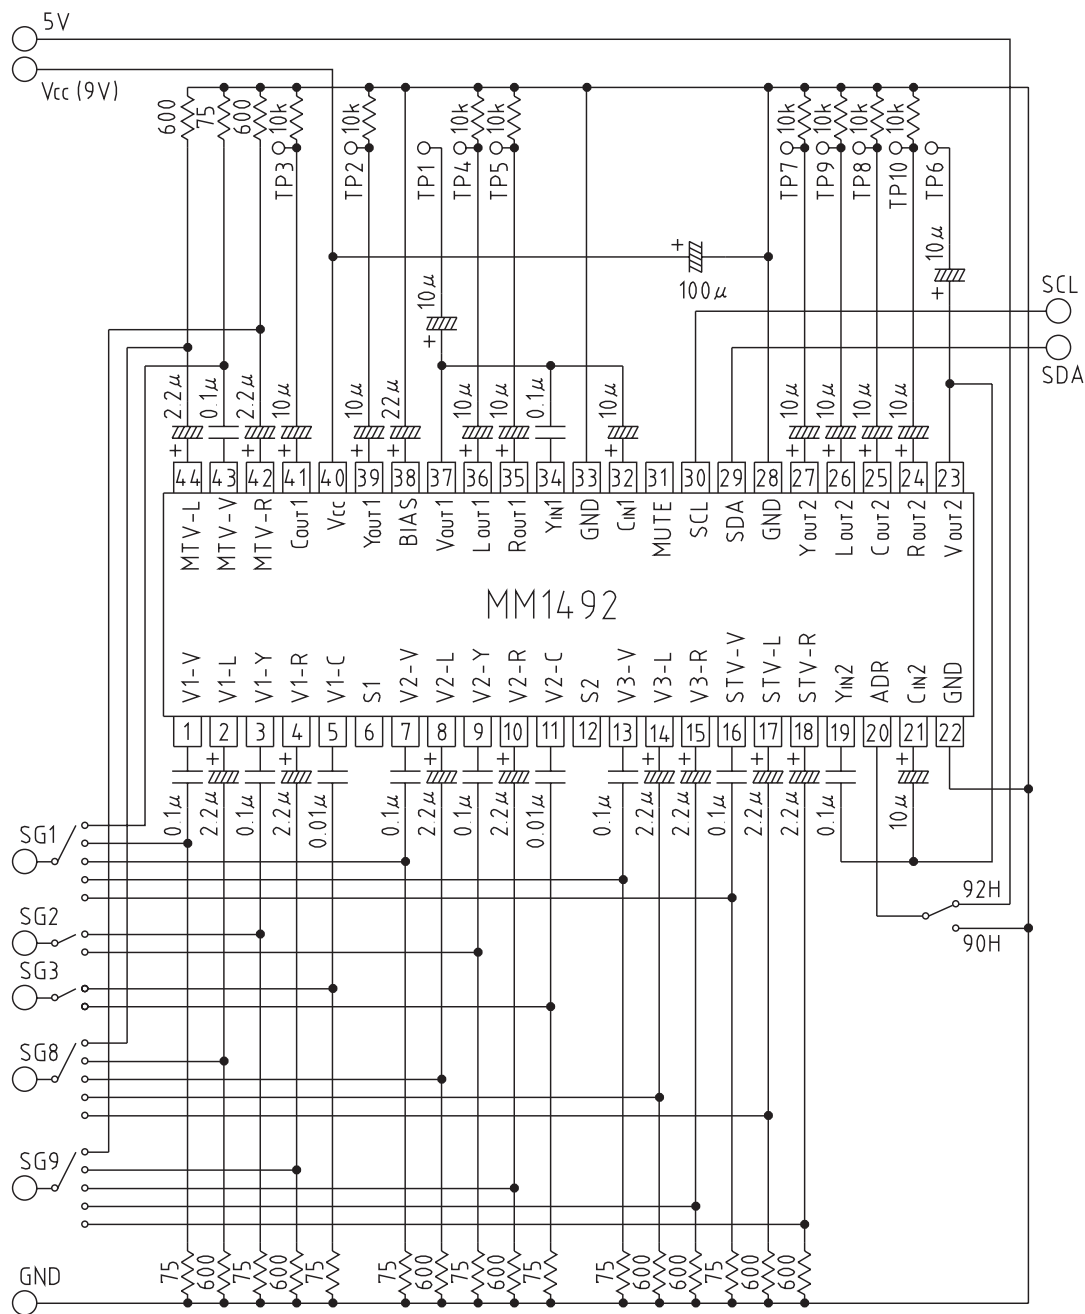 5V
Vcc (9V)
600
75
600
10k
10k
10k
10k
10k
10k
10k
10k
TP3
TP2
TP1
TP4
TP5
TP7
TP9
TP8
TP10
TP6
+
100μ
10μ
+
10μ
+
SCL
SDA
2.2μ
0.1μ
2.2μ
10μ
10μ
22μ
10μ
10μ
0.1μ
10μ
10μ
10μ
10μ
10μ
+ + + + + + + + + + + +
44 43 42 41 40 39 38 37 36 35 34 33 32 31 30 29 28 27 26 25 24 23
MTV-L
MTV-V
MTV-R
COUT1
VCC
YOUT1
BIAS
VOUT1
LOUT1
ROUT1
YIN1
GND
CIN1
MUTE
SCL
SDA
GND
YOUT2
LOUT2
COUT2
ROUT2
VOUT2
MM1492
V1-V
V1-L
V1-Y
V1-R
V1-C
S1
V2-V
V2-L
V2-Y
V2-R
V2-C
S2
V3-V
V3-L
V3-R
STV-V
STV-L
STV-R
YIN2
ADR
CIN2
GND
1 2 3 4 5 6 7 8 9 10 11 12 13 14 15 16 17 18 19 20 21 22
+ + + + + + + + +
0.1μ
2.2μ
0.1μ
2.2μ
0.01μ
0.1μ
2.2μ
0.1μ
2.2μ
0.01μ
0.1μ
2.2μ
2.2μ
0.1μ
2.2μ
2.2μ
0.1μ
10μ
SG1
92H
90H
SG2
SG3
SG8
SG9
75
600
75
600
75
75
600
75
600
75
75
600
600
75
600
600
GND